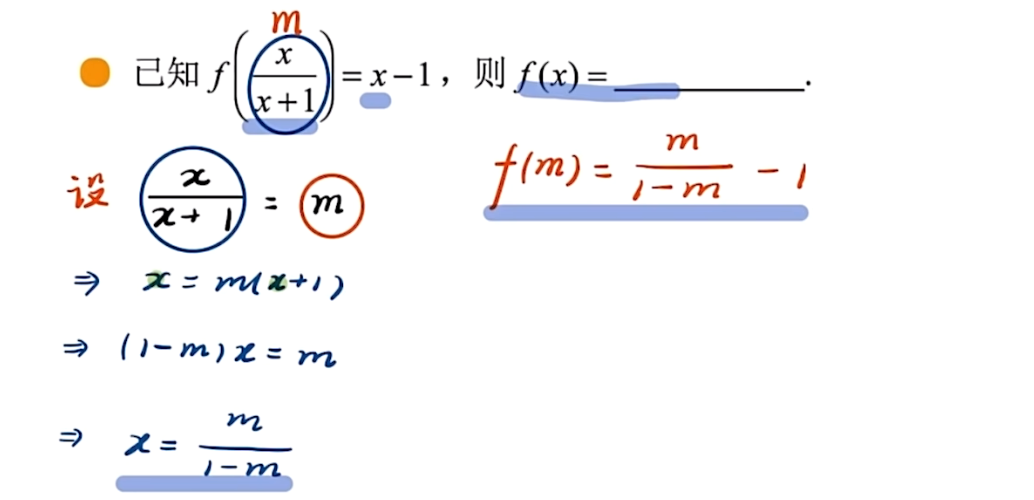 m
已知 f(x/(x+1)) = x−1，则 f(x) = ________.
设 x/(x+1) = m
f(m) = m/(1−m) − 1
⇒ x = m(x+1)
⇒ (1−m)x = m
⇒ x = m/(1−m)